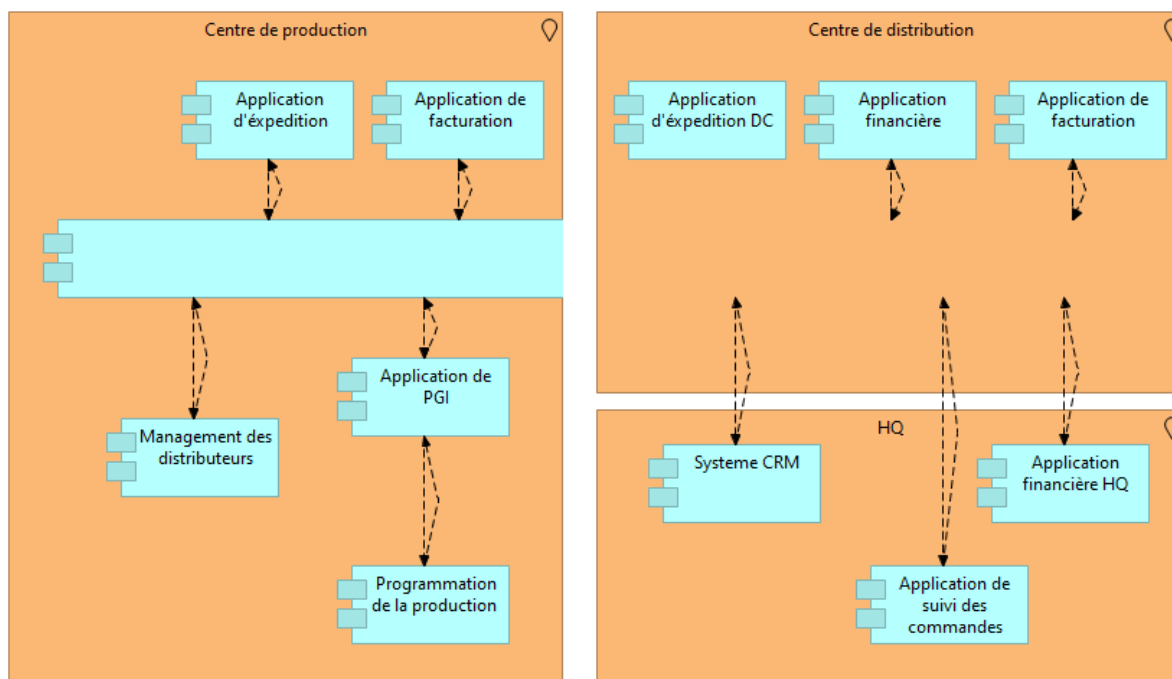 Centre de production
Application
d'éxpedition
Application de
facturation
Application de
PGI
Management des
distributeurs
Programmation
de la production
Centre de distribution
Application
d'éxpedition DC
Application
financière
Application de
facturation
HQ
Systeme CRM
Application
financière HQ
Application de
suivi des
commandes